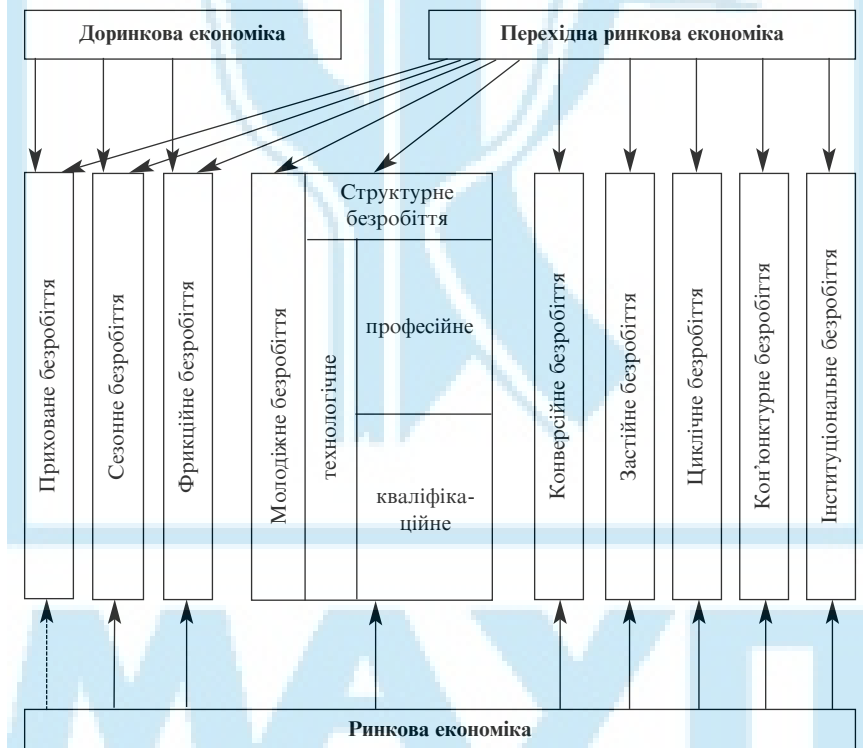 Доринкова економіка
Перехідна ринкова економіка
Приховане безробіття
Сезонне безробіття
Фрикційне безробіття
Молодіжне безробіття
Структурне
безробіття
технологічне
професійне
кваліфіка-
ційне
Конверсійне безробіття
Застійне безробіття
Циклічне безробіття
Кон’юнктурне безробіття
Інституціональне безробіття
Ринкова економіка
МАУП